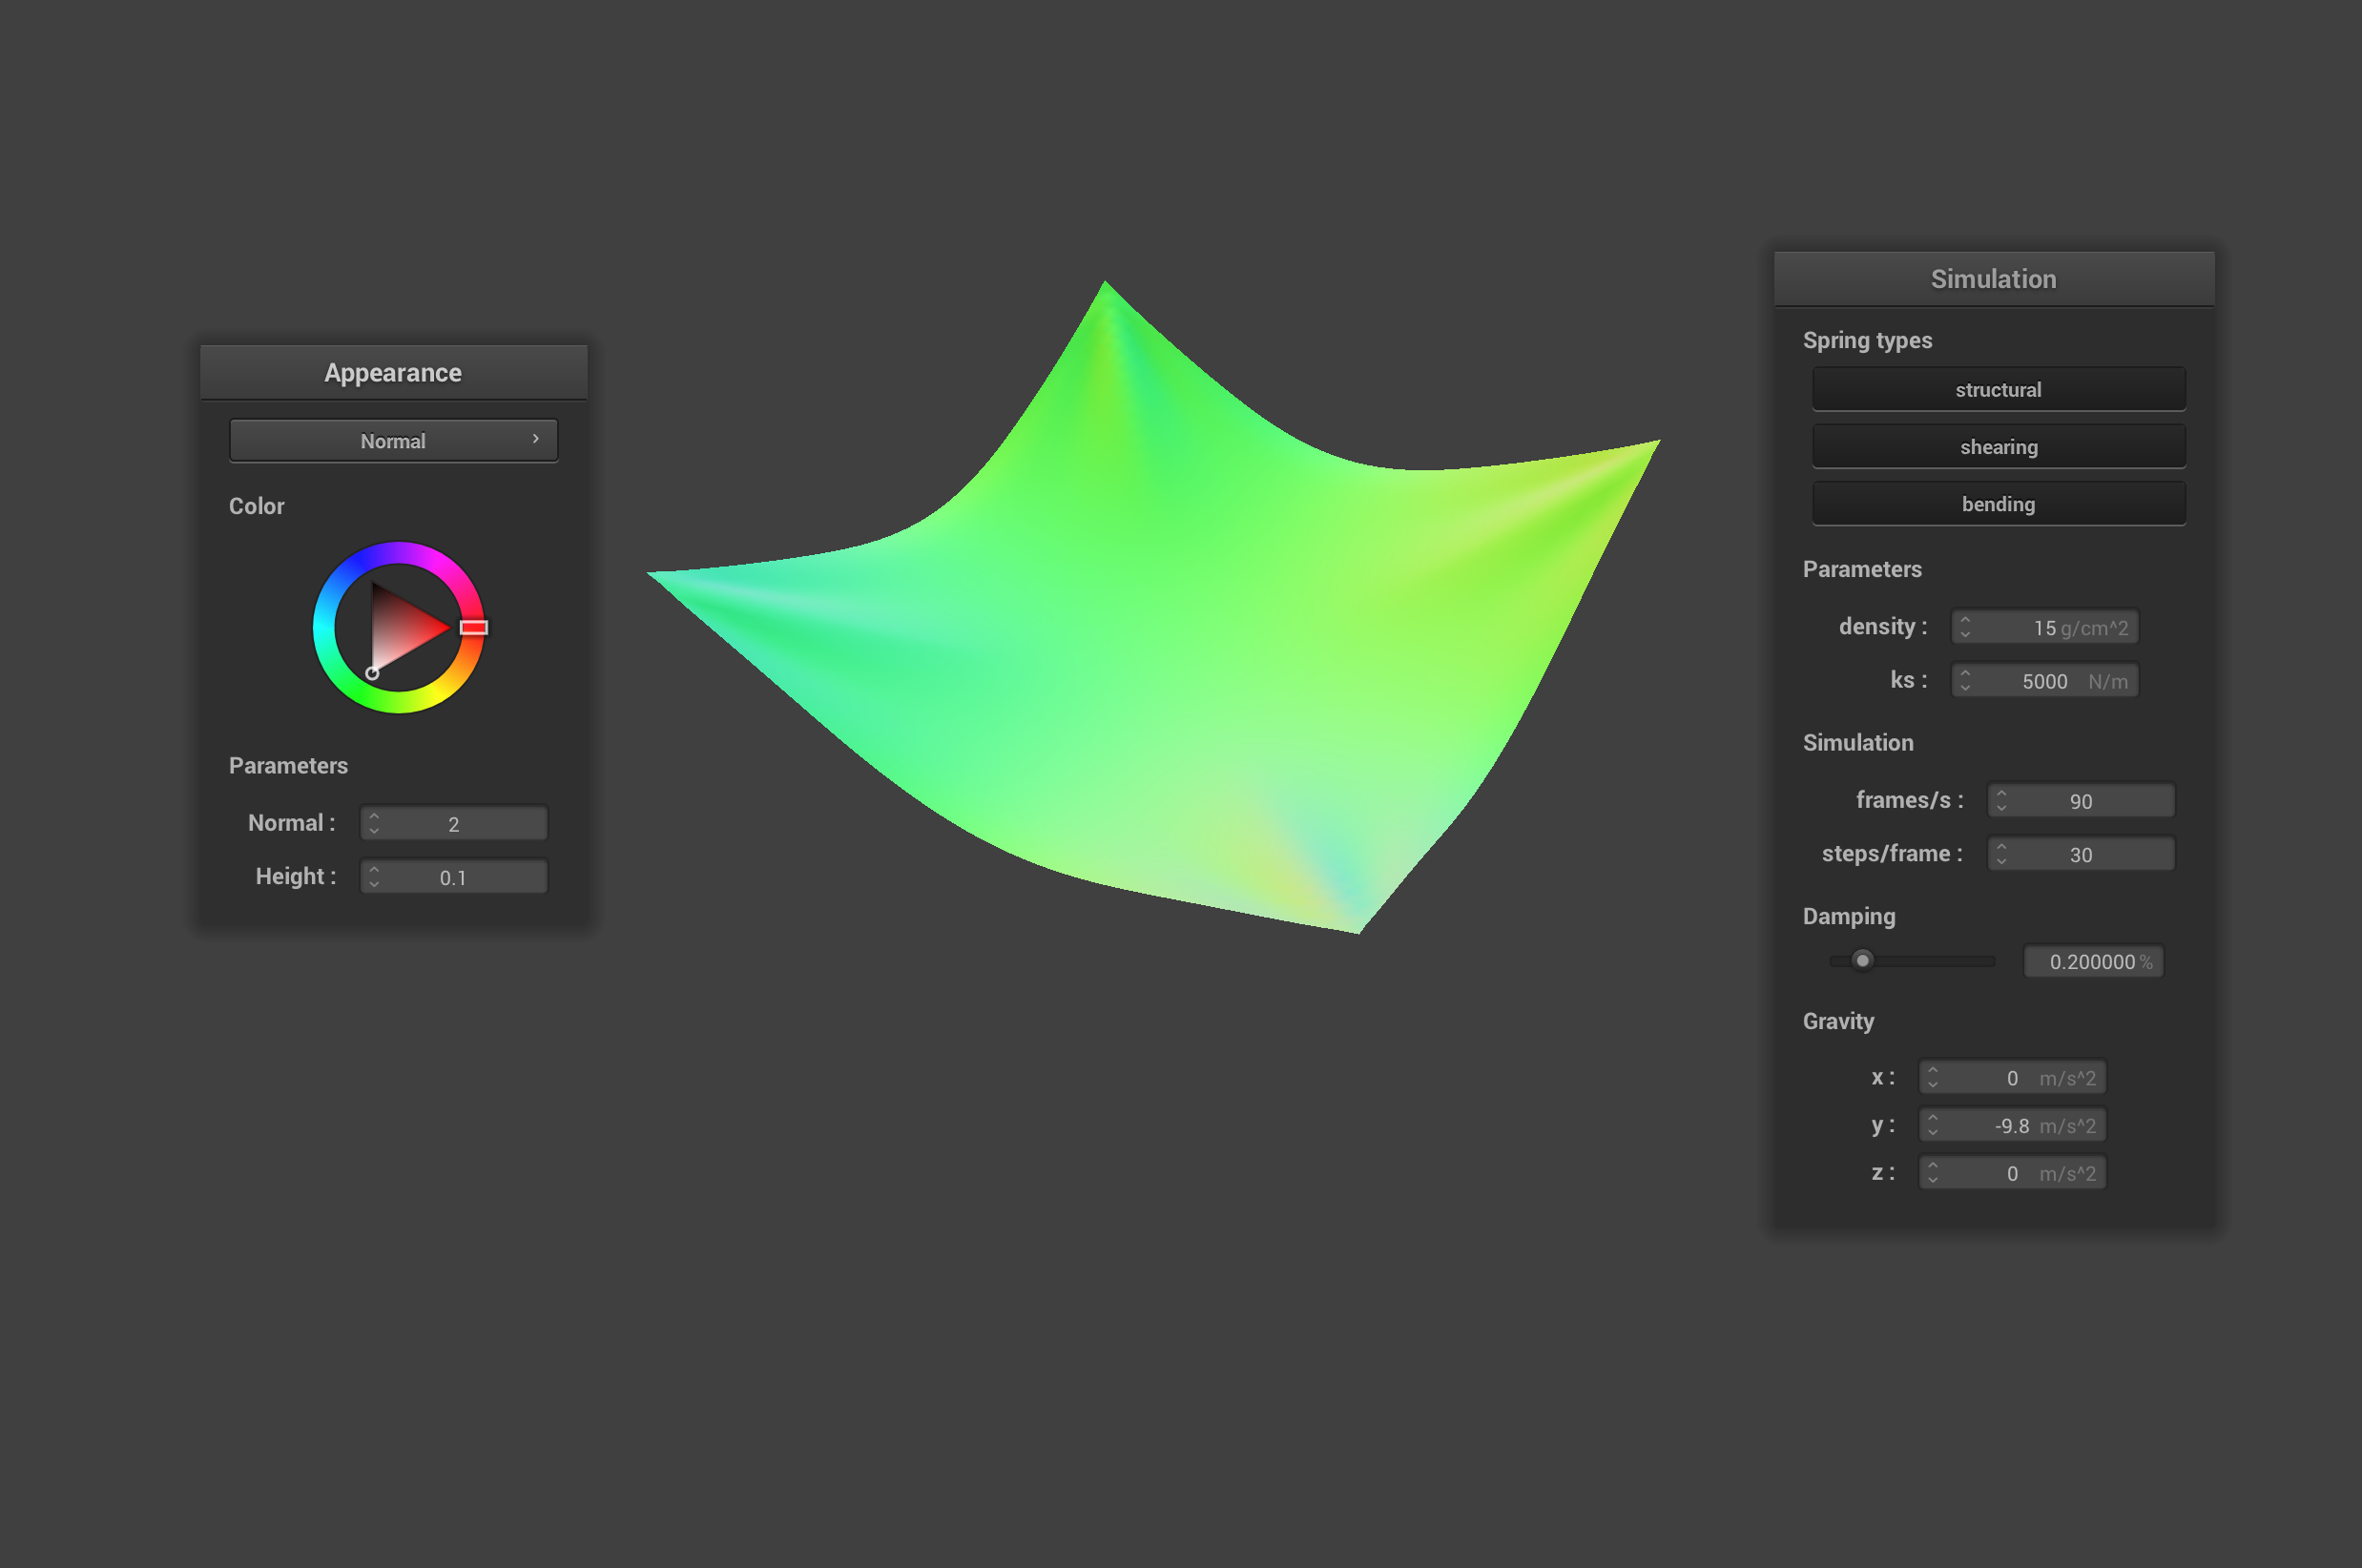 Appearance
Normal
Color
Parameters
Normal : 2
Height : 0.1
Simulation
Spring types
structural
shearing
bending
Parameters
density : 15 g/cm^2
ks : 5000 N/m
Simulation
frames/s : 90
steps/frame : 30
Damping
0.200000 %
Gravity
x : 0 m/s^2
y : -9.8 m/s^2
z : 0 m/s^2